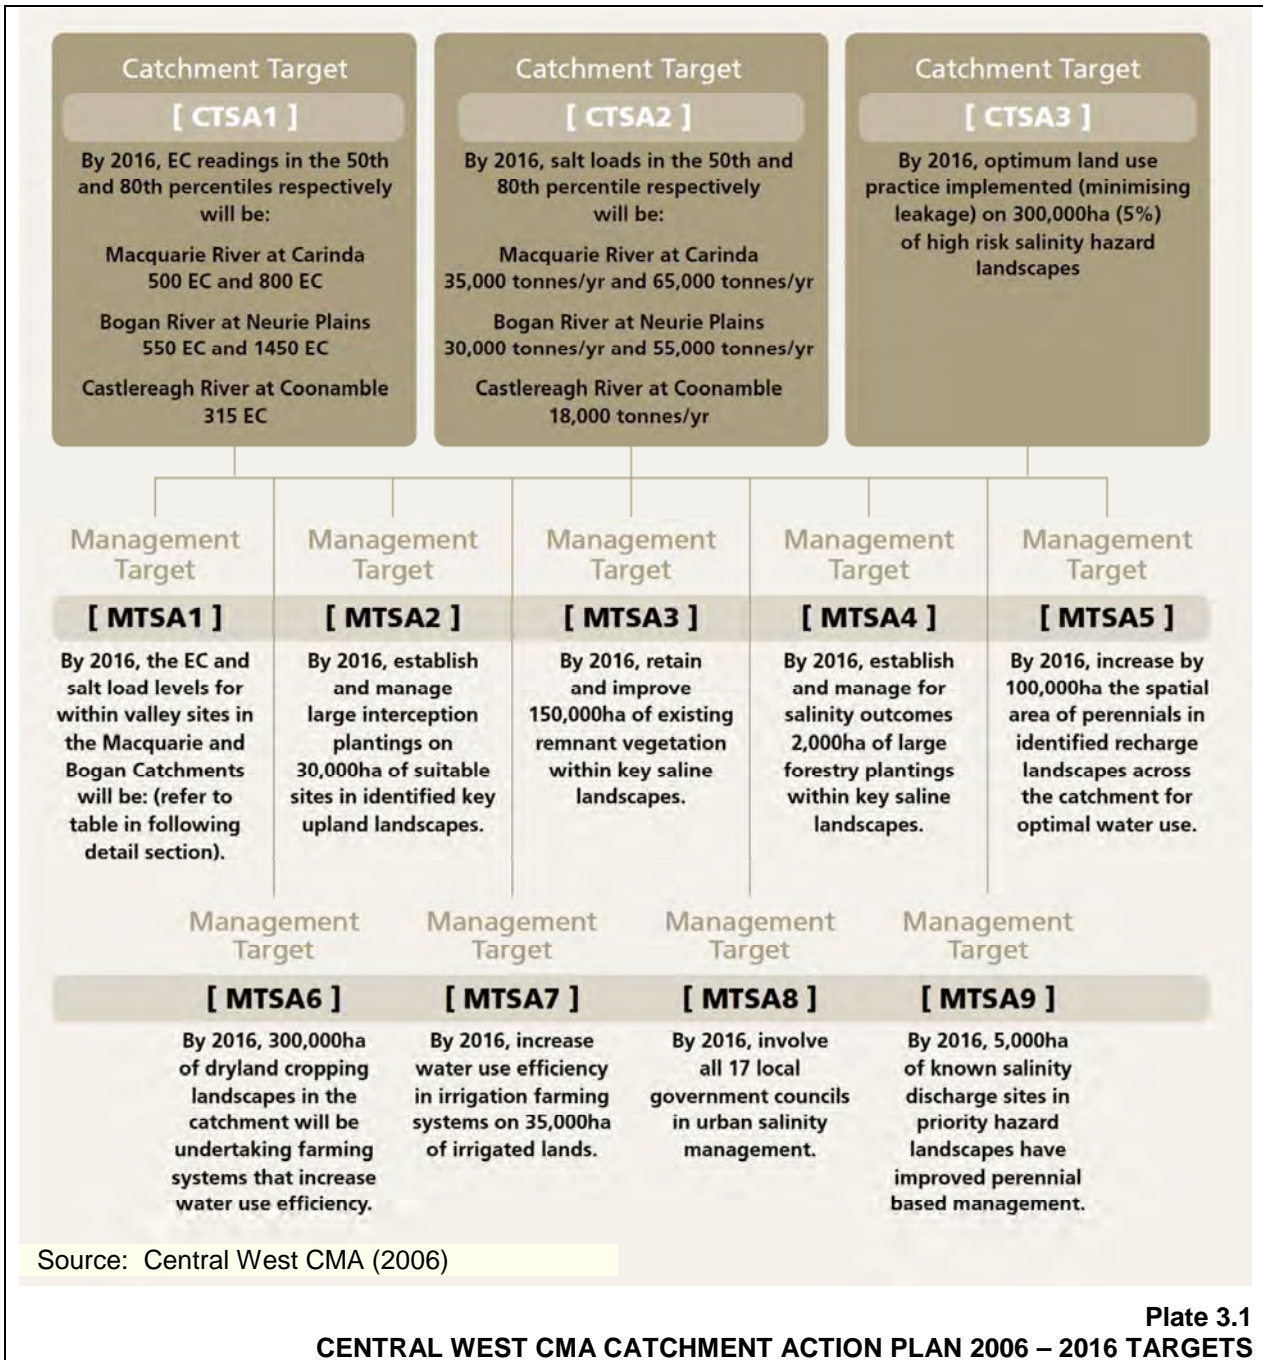 Catchment Target
[ CTSA1 ]
By 2016, EC readings in the 50th
and 80th percentiles respectively
will be:
Macquarie River at Carinda
500 EC and 800 EC
Bogan River at Neurie Plains
550 EC and 1450 EC
Castlereagh River at Coonamble
315 EC
Catchment Target
[ CTSA2 ]
By 2016, salt loads in the 50th and
80th percentile respectively
will be:
Macquarie River at Carinda
35,000 tonnes/yr and 65,000 tonnes/yr
Bogan River at Neurie Plains
30,000 tonnes/yr and 55,000 tonnes/yr
Castlereagh River at Coonamble
18,000 tonnes/yr
Catchment Target
[ CTSA3 ]
By 2016, optimum land use
practice implemented (minimising
leakage) on 300,000ha (5%)
of high risk salinity hazard
landscapes
Management
Target
[ MTSA1 ]
By 2016, the EC and
salt load levels for
within valley sites in
the Macquarie and
Bogan Catchments
will be: (refer to
table in following
detail section).
Management
Target
[ MTSA2 ]
By 2016, establish
and manage
large interception
plantings on
30,000ha of suitable
sites in identified key
upland landscapes.
Management
Target
[ MTSA3 ]
By 2016, retain
and improve
150,000ha of existing
remnant vegetation
within key saline
landscapes.
Management
Target
[ MTSA4 ]
By 2016, establish
and manage for
salinity outcomes
2,000ha of large
forestry plantings
within key saline
landscapes.
Management
Target
[ MTSA5 ]
By 2016, increase by
100,000ha the spatial
area of perennials in
identified recharge
landscapes across
the catchment for
optimal water use.
Management
Target
[ MTSA6 ]
By 2016, 300,000ha
of dryland cropping
landscapes in the
catchment will be
undertaking farming
systems that increase
water use efficiency.
Management
Target
[ MTSA7 ]
By 2016, increase
water use efficiency
in irrigation farming
systems on 35,000ha
of irrigated lands.
Management
Target
[ MTSA8 ]
By 2016, involve
all 17 local
government councils
in urban salinity
management.
Management
Target
[ MTSA9 ]
By 2016, 5,000ha
of known salinity
discharge sites in
priority hazard
landscapes have
improved perennial
based management.
Source: Central West CMA (2006)
Plate 3.1
CENTRAL WEST CMA CATCHMENT ACTION PLAN 2006 – 2016 TARGETS